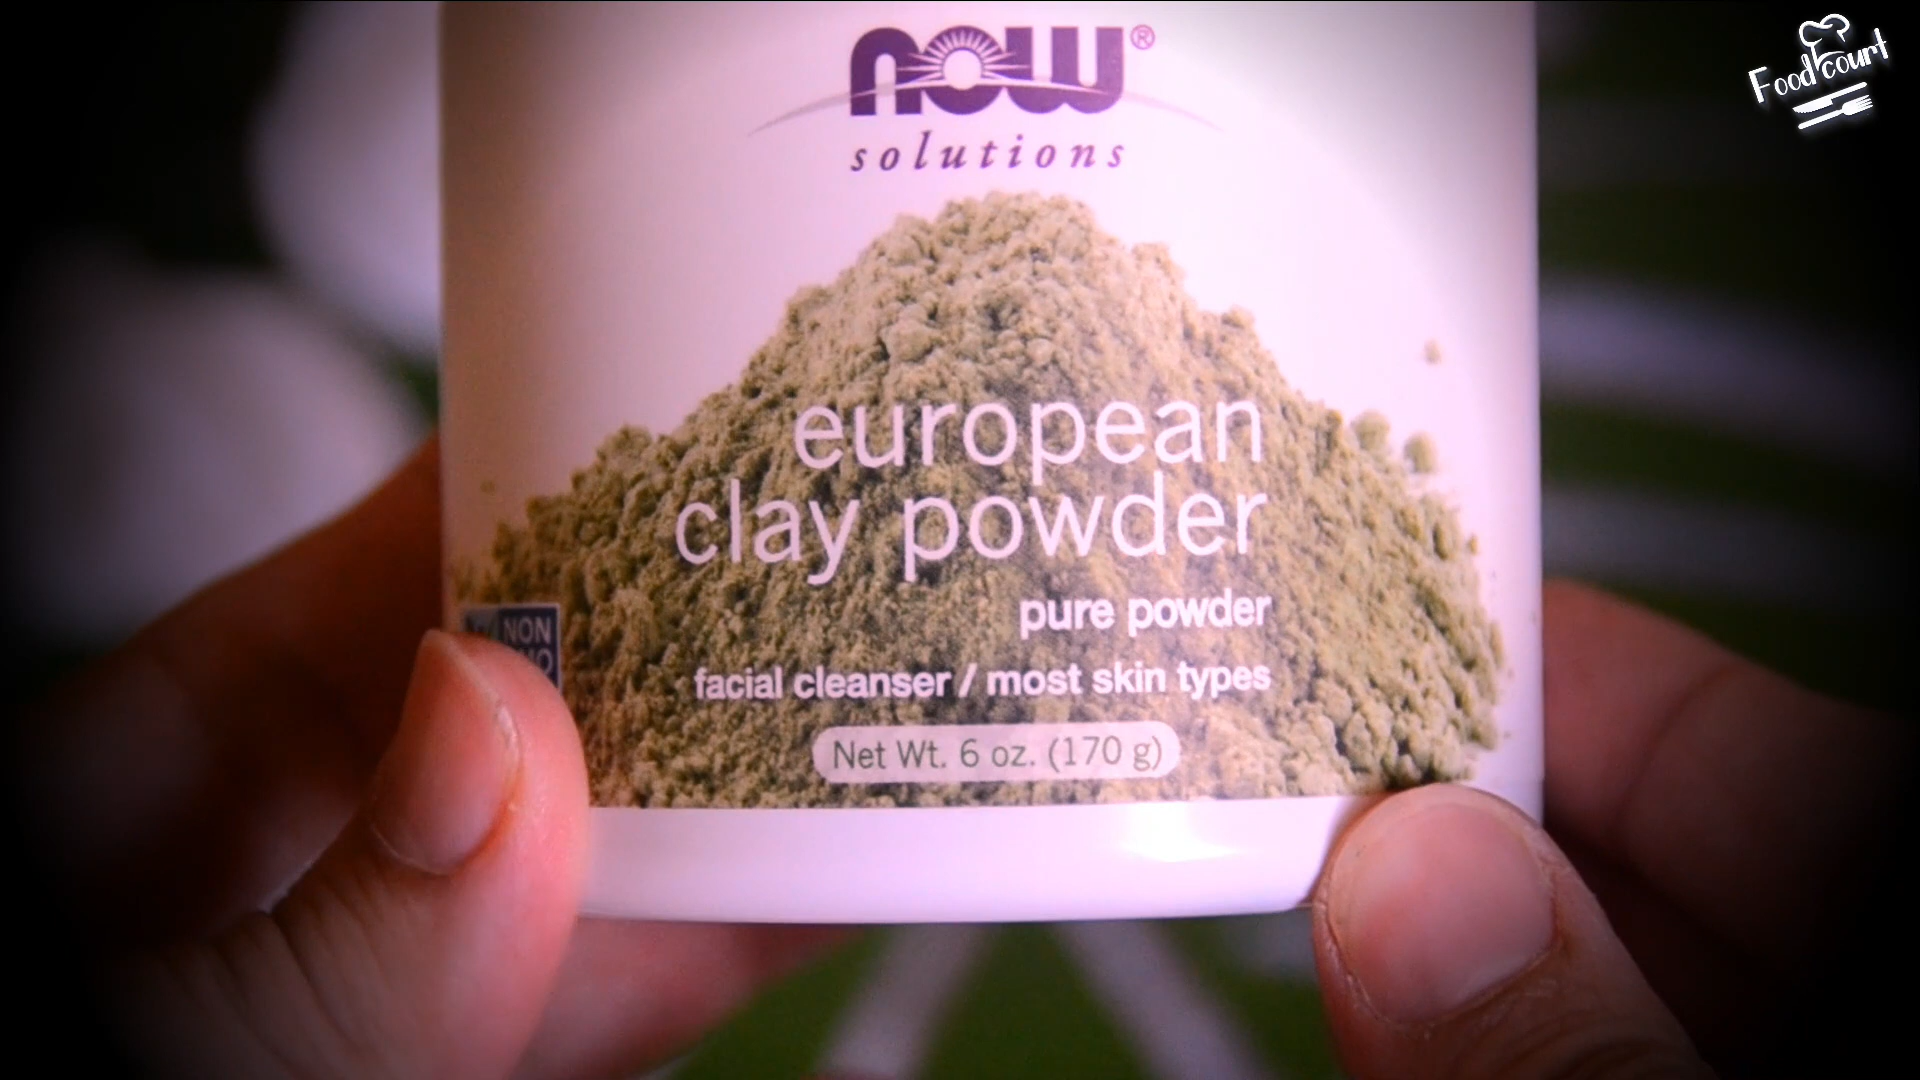 now®
solutions
Food court
european
clay powder
pure powder
NON
facial cleanser / most skin types
Net Wt. 6 oz. (170 g)